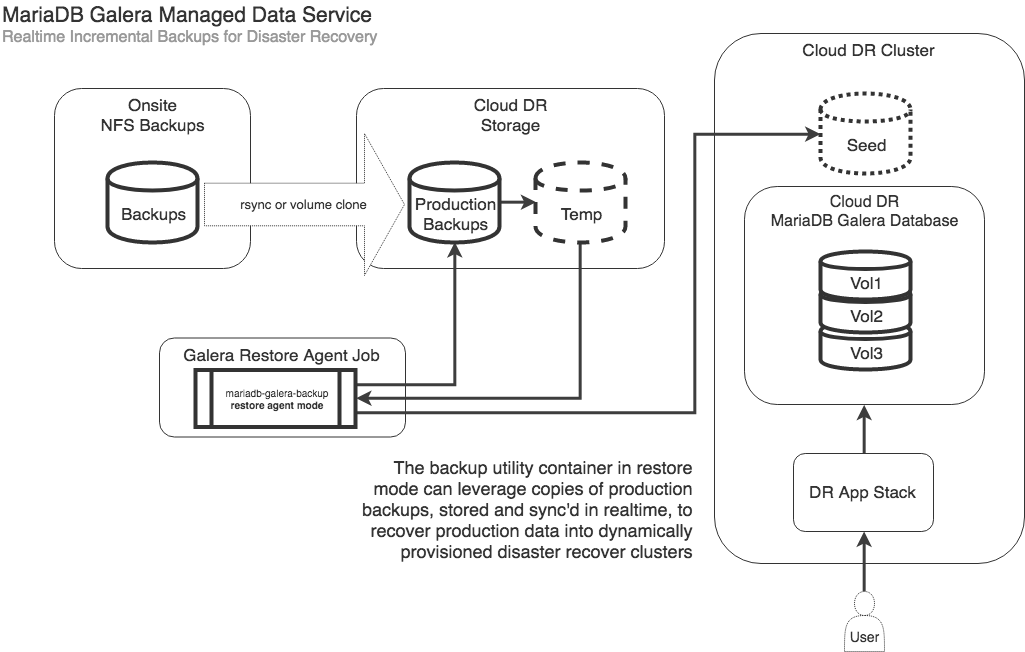 MariaDB Galera Managed Data Service
Realtime Incremental Backups for Disaster Recovery
Onsite
NFS Backups
Backups
rsync or volume clone
Cloud DR
Storage
Production
Backups
Temp
Galera Restore Agent Job
mariadb-galera-backup
restore agent mode
The backup utility container in restore
mode can leverage copies of production
backups, stored and sync'd in realtime, to
recover production data into dynamically
provisioned disaster recover clusters
Cloud DR Cluster
Seed
Cloud DR
MariaDB Galera Database
Vol1
Vol2
Vol3
DR App Stack
User